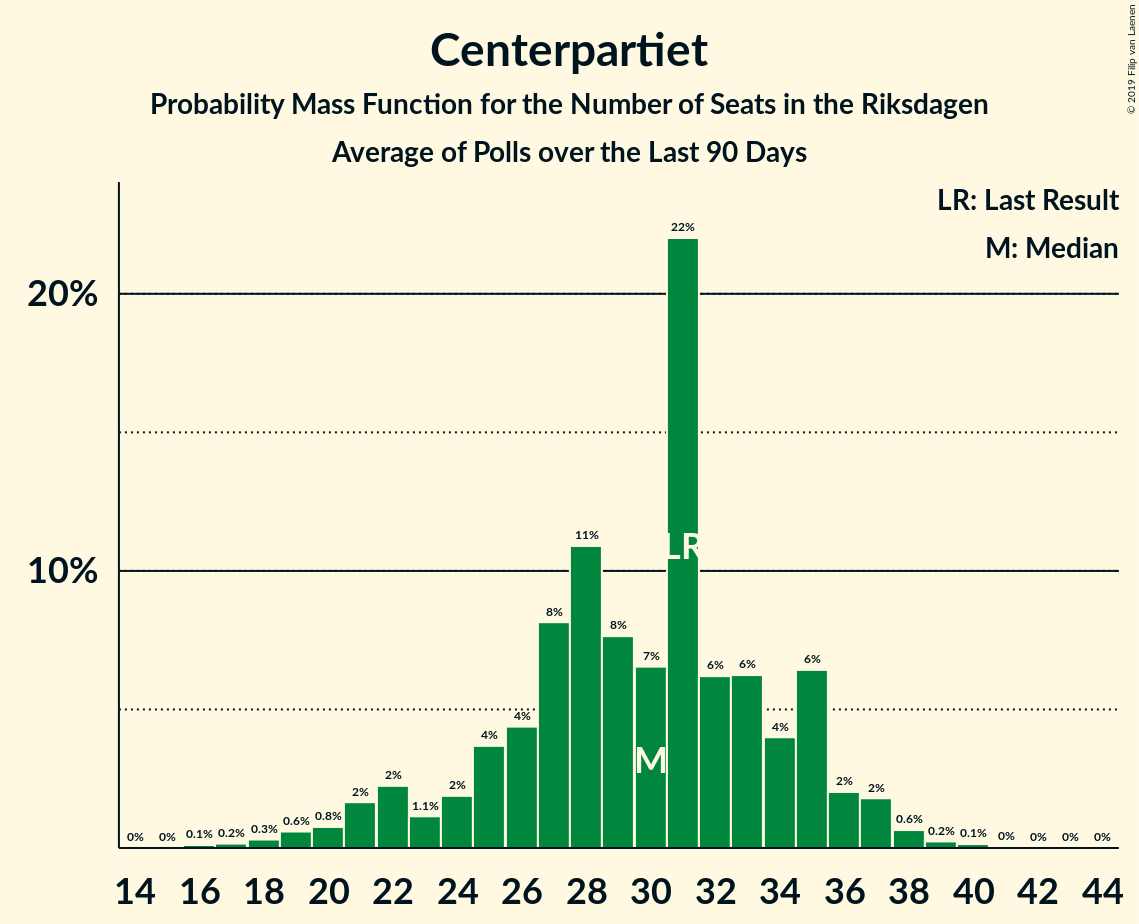 Centerpartiet
Probability Mass Function for the Number of Seats in the Riksdagen
Average of Polls over the Last 90 Days
© 2019 Filip van Laenen
LR: Last Result
M: Median
20%
10%
0% 0% 0.1% 0.2% 0.3% 0.6% 0.8% 2% 2% 1.1% 2% 4% 4% 8% 11% 8% 7% 22% 6% 6% 4% 6% 2% 2% 0.6% 0.2% 0.1% 0% 0% 0% 0%
LR
M
14 16 18 20 22 24 26 28 30 32 34 36 38 40 42 44